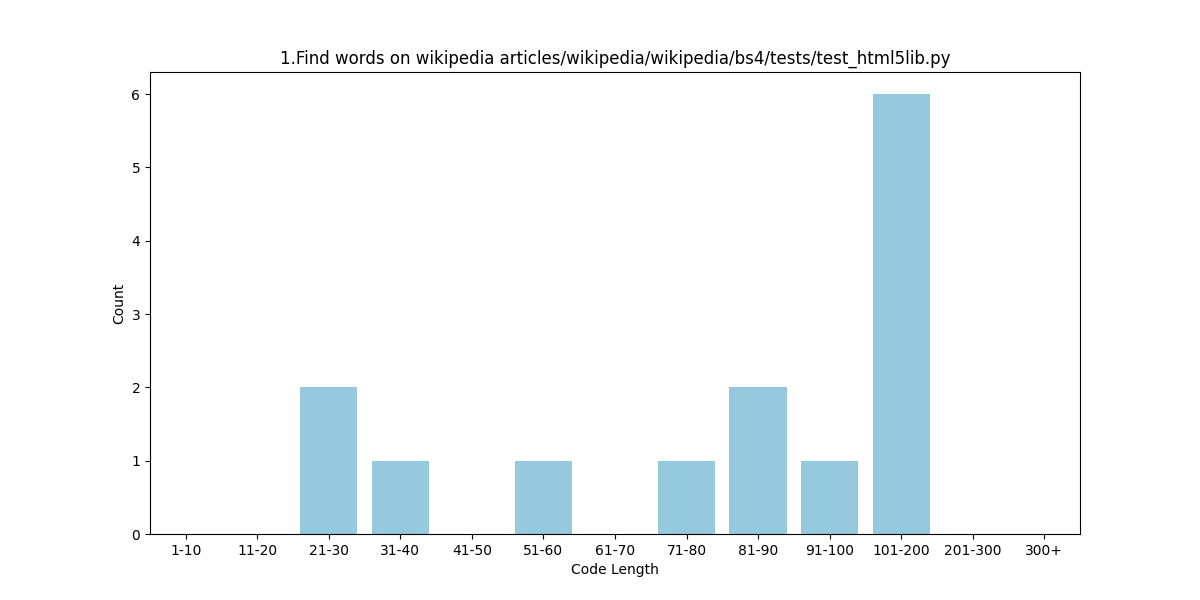 1.Find words on wikipedia articles/wikipedia/wikipedia/bs4/tests/test_html5lib.py
6
5
4
3
2
1
0
Count
1-10 11-20 21-30 31-40 41-50 51-60 61-70 71-80 81-90 91-100 101-200 201-300 300+
Code Length